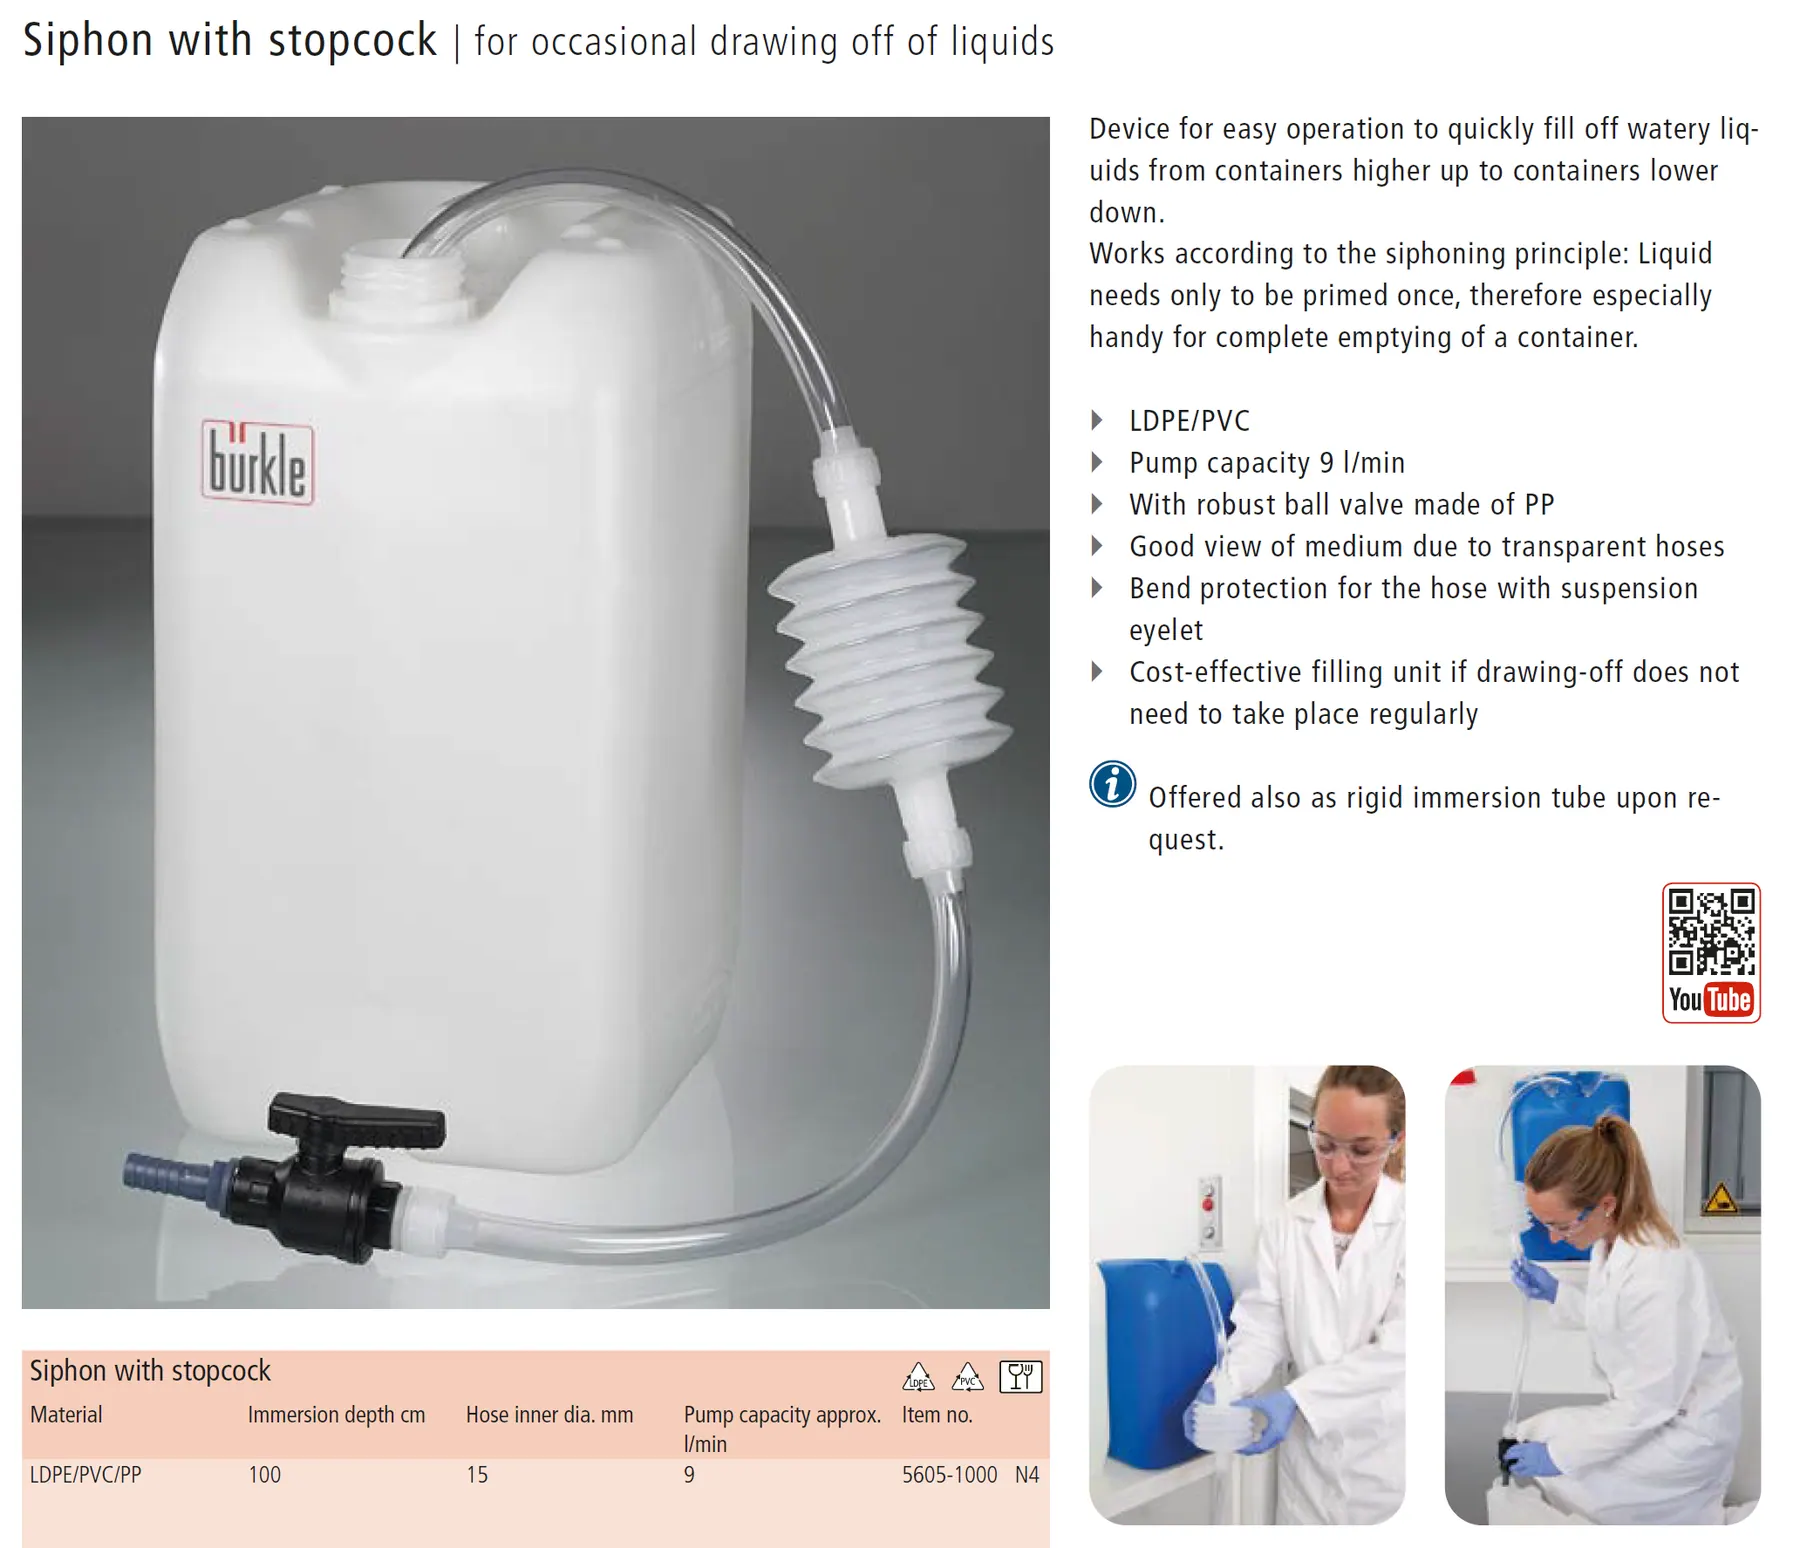 Siphon with stopcock | for occasional drawing off of liquids
bürkle
Device for easy operation to quickly fill off watery liq-
uids from containers higher up to containers lower
down.
Works according to the siphoning principle: Liquid
needs only to be primed once, therefore especially
handy for complete emptying of a container.
LDPE/PVC
Pump capacity 9 l/min
With robust ball valve made of PP
Good view of medium due to transparent hoses
Bend protection for the hose with suspension
eyelet
Cost-effective filling unit if drawing-off does not
need to take place regularly
i Offered also as rigid immersion tube upon re-
quest.
YouTube
Siphon with stopcock LDPE PVC
Material Immersion depth cm Hose inner dia. mm Pump capacity approx. Item no.
l/min
LDPE/PVC/PP 100 15 9 5605-1000 N4